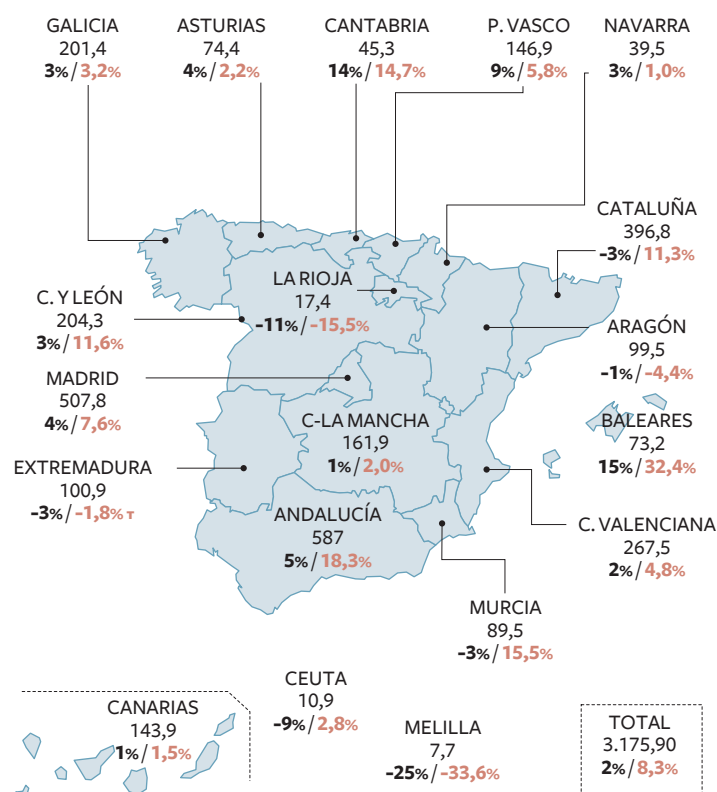 GALICIA
201,4
3%/3,2%
ASTURIAS
74,4
4%/2,2%
CANTABRIA
45,3
14%/14,7%
P. VASCO
146,9
9%/5,8%
NAVARRA
39,5
3%/1,0%
CATALUÑA
396,8
-3%/11,3%
LA RIOJA
17,4
-11%/-15,5%
C. Y LEÓN
204,3
3%/11,6%
ARAGÓN
99,5
-1%/-4,4%
MADRID
507,8
4%/7,6%
C-LA MANCHA
161,9
1%/2,0%
BALEARES
73,2
15%/32,4%
EXTREMADURA
100,9
-3%/-1,8% T
ANDALUCÍA
587
5%/18,3%
C. VALENCIANA
267,5
2%/4,8%
MURCIA
89,5
-3%/15,5%
CEUTA
10,9
-9%/2,8%
CANARIAS
143,9
1%/1,5%
MELILLA
7,7
-25%/-33,6%
TOTAL
3.175,90
2%/8,3%